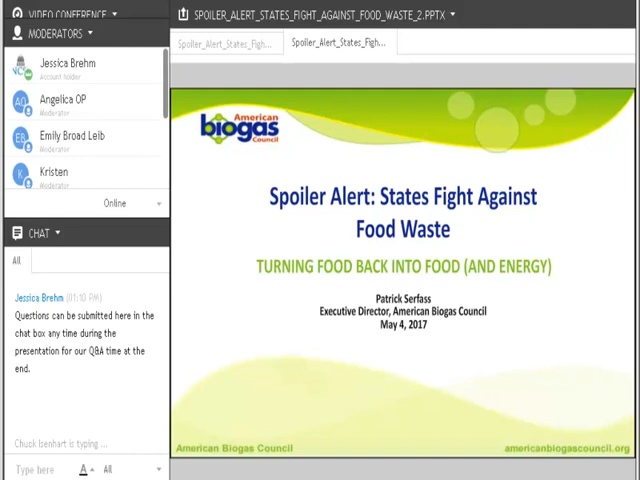 VIDEO CONFERENCE
MODERATORS
Jessica Brehm
Account holder
AO
Angelica OP
Moderator
EB
Emily Broad Leib
Moderator
K
Kristen
Moderator
Online
CHAT
All
Jessica Brehm (01:10 PM)
Questions can be submitted here in the
chat box any time during the
presentation for our Q&A time at the
end.
Chuck Isenhart is typing ...
Type here
A
All
SPOILER_ALERT_STATES_FIGHT_AGAINST_FOOD_WASTE_2.PPTX
Spoiler_Alert_States_Figh...
Spoiler_Alert_States_Figh...
American
biogas
Council
Spoiler Alert: States Fight Against
Food Waste
TURNING FOOD BACK INTO FOOD (AND ENERGY)
Patrick Serfass
Executive Director, American Biogas Council
May 4, 2017
American Biogas Council
americanbiogascouncil.org